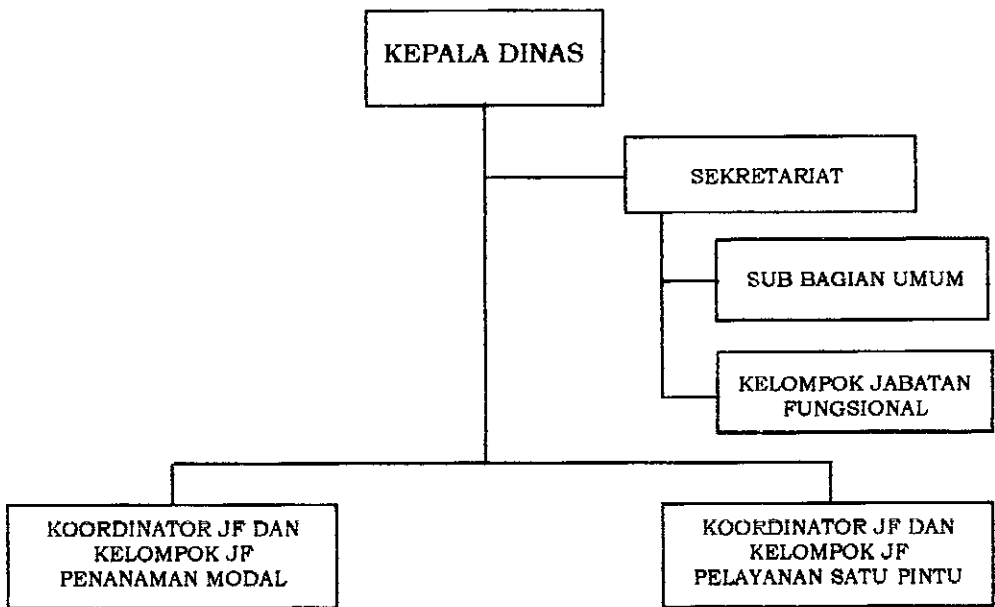 KEPALA DINAS
SEKRETARIAT
SUB BAGIAN UMUM
KELOMPOK JABATAN
FUNGSIONAL
KOORDINATOR JF DAN
KELOMPOK JF
PENANAMAN MODAL
KOORDINATOR JF DAN
KELOMPOK JF
PELAYANAN SATU PINTU